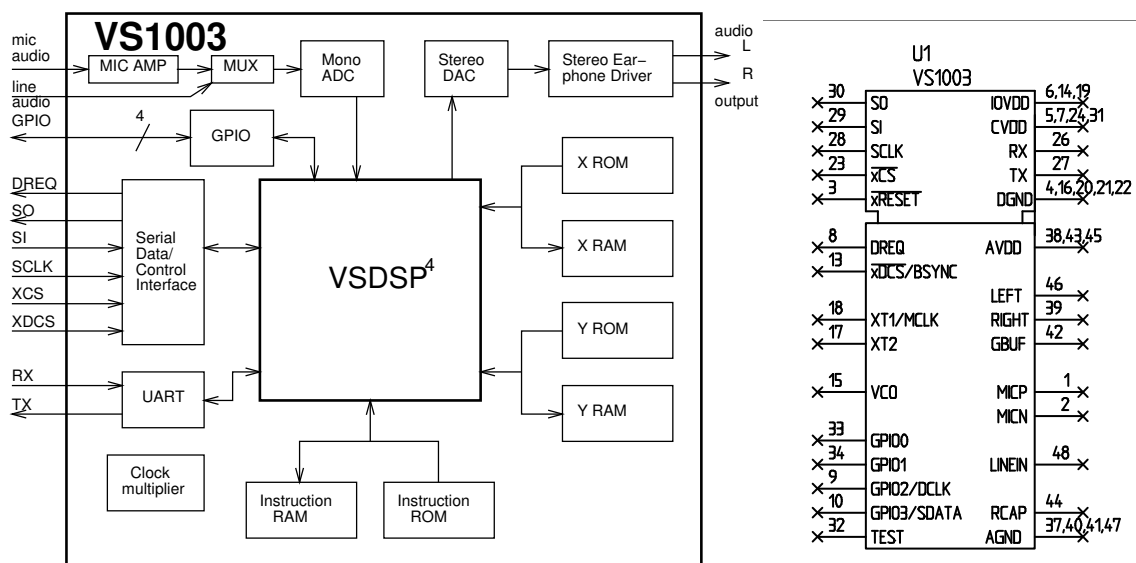 VS1003
mic
audio
MIC AMP
MUX
Mono
ADC
Stereo
DAC
Stereo Ear–
phone Driver
audio
L
R
output
line
audio
GPIO
4
GPIO
X ROM
DREQ
SO
SI
SCLK
XCS
XDCS
Serial
Data/
Control
Interface
X RAM
VSDSP4
Y ROM
RX
TX
UART
Y RAM
Clock
multiplier
Instruction
RAM
Instruction
ROM
U1
VS1003
30 SO IOVDD 6,14,19
29 SI CVDD 5,7,24,31
28 SCLK RX 26
23 xCS TX 27
3 xRESET DGND 4,16,20,21,22
8 DREQ AVDD 38,43,45
13 xDCS/BSYNC
LEFT 46
18 XT1/MCLK RIGHT 39
17 XT2 GBUF 42
15 VCO MICP 1
MICN 2
33 GPIO0
34 GPIO1 LINEIN 48
9 GPIO2/DCLK
10 GPIO3/SDATA RCAP 44
32 TEST AGND 37,40,41,47